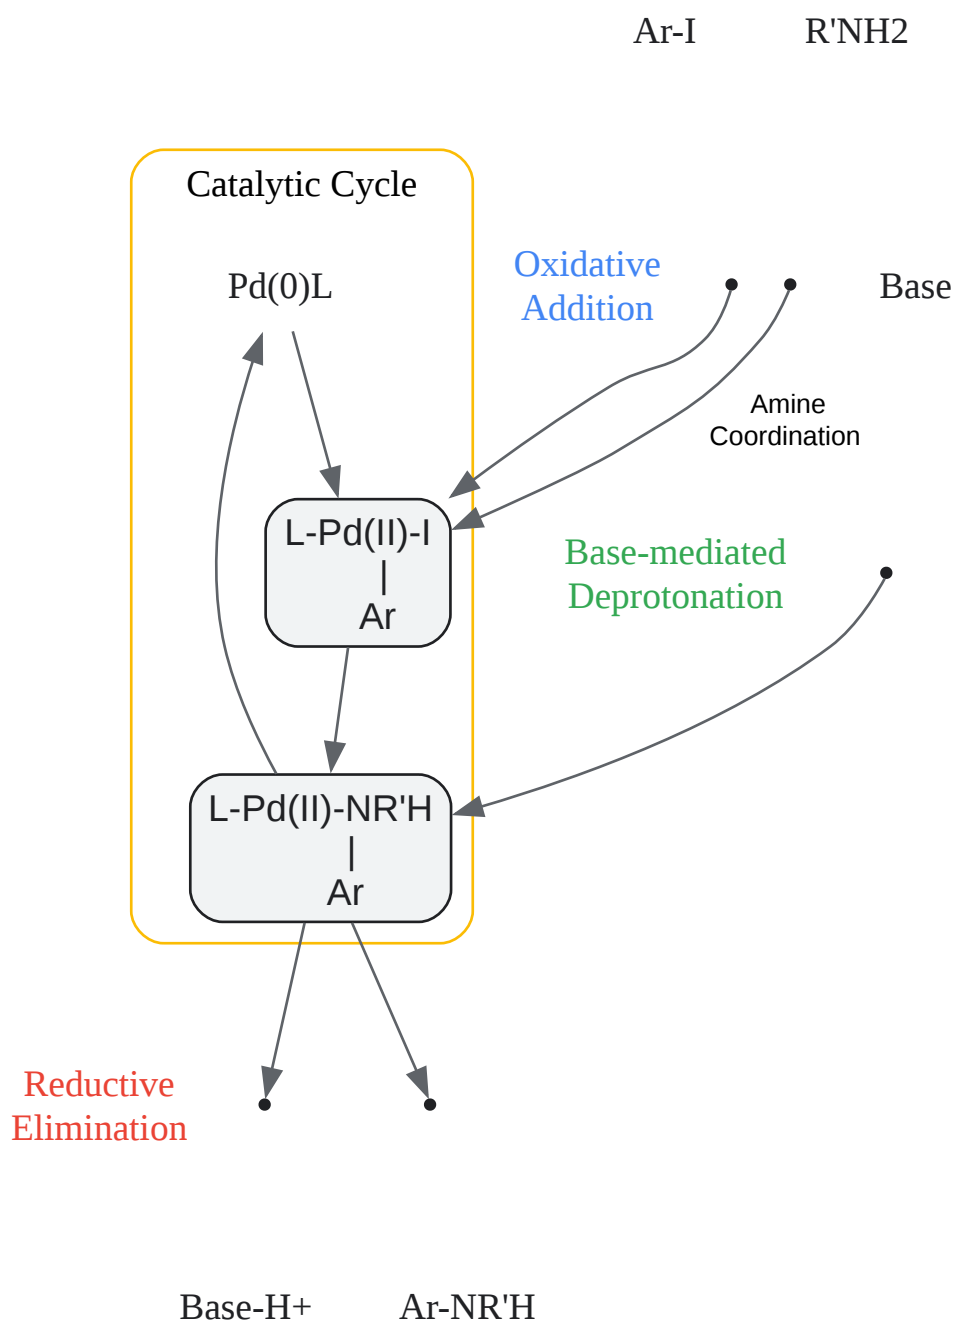 Ar-I
R'NH2
Catalytic Cycle
Pd(0)L
Oxidative
Addition
Base
Amine
Coordination
L-Pd(II)-I
|
Ar
Base-mediated
Deprotonation
L-Pd(II)-NR'H
|
Ar
Reductive
Elimination
Base-H+
Ar-NR'H